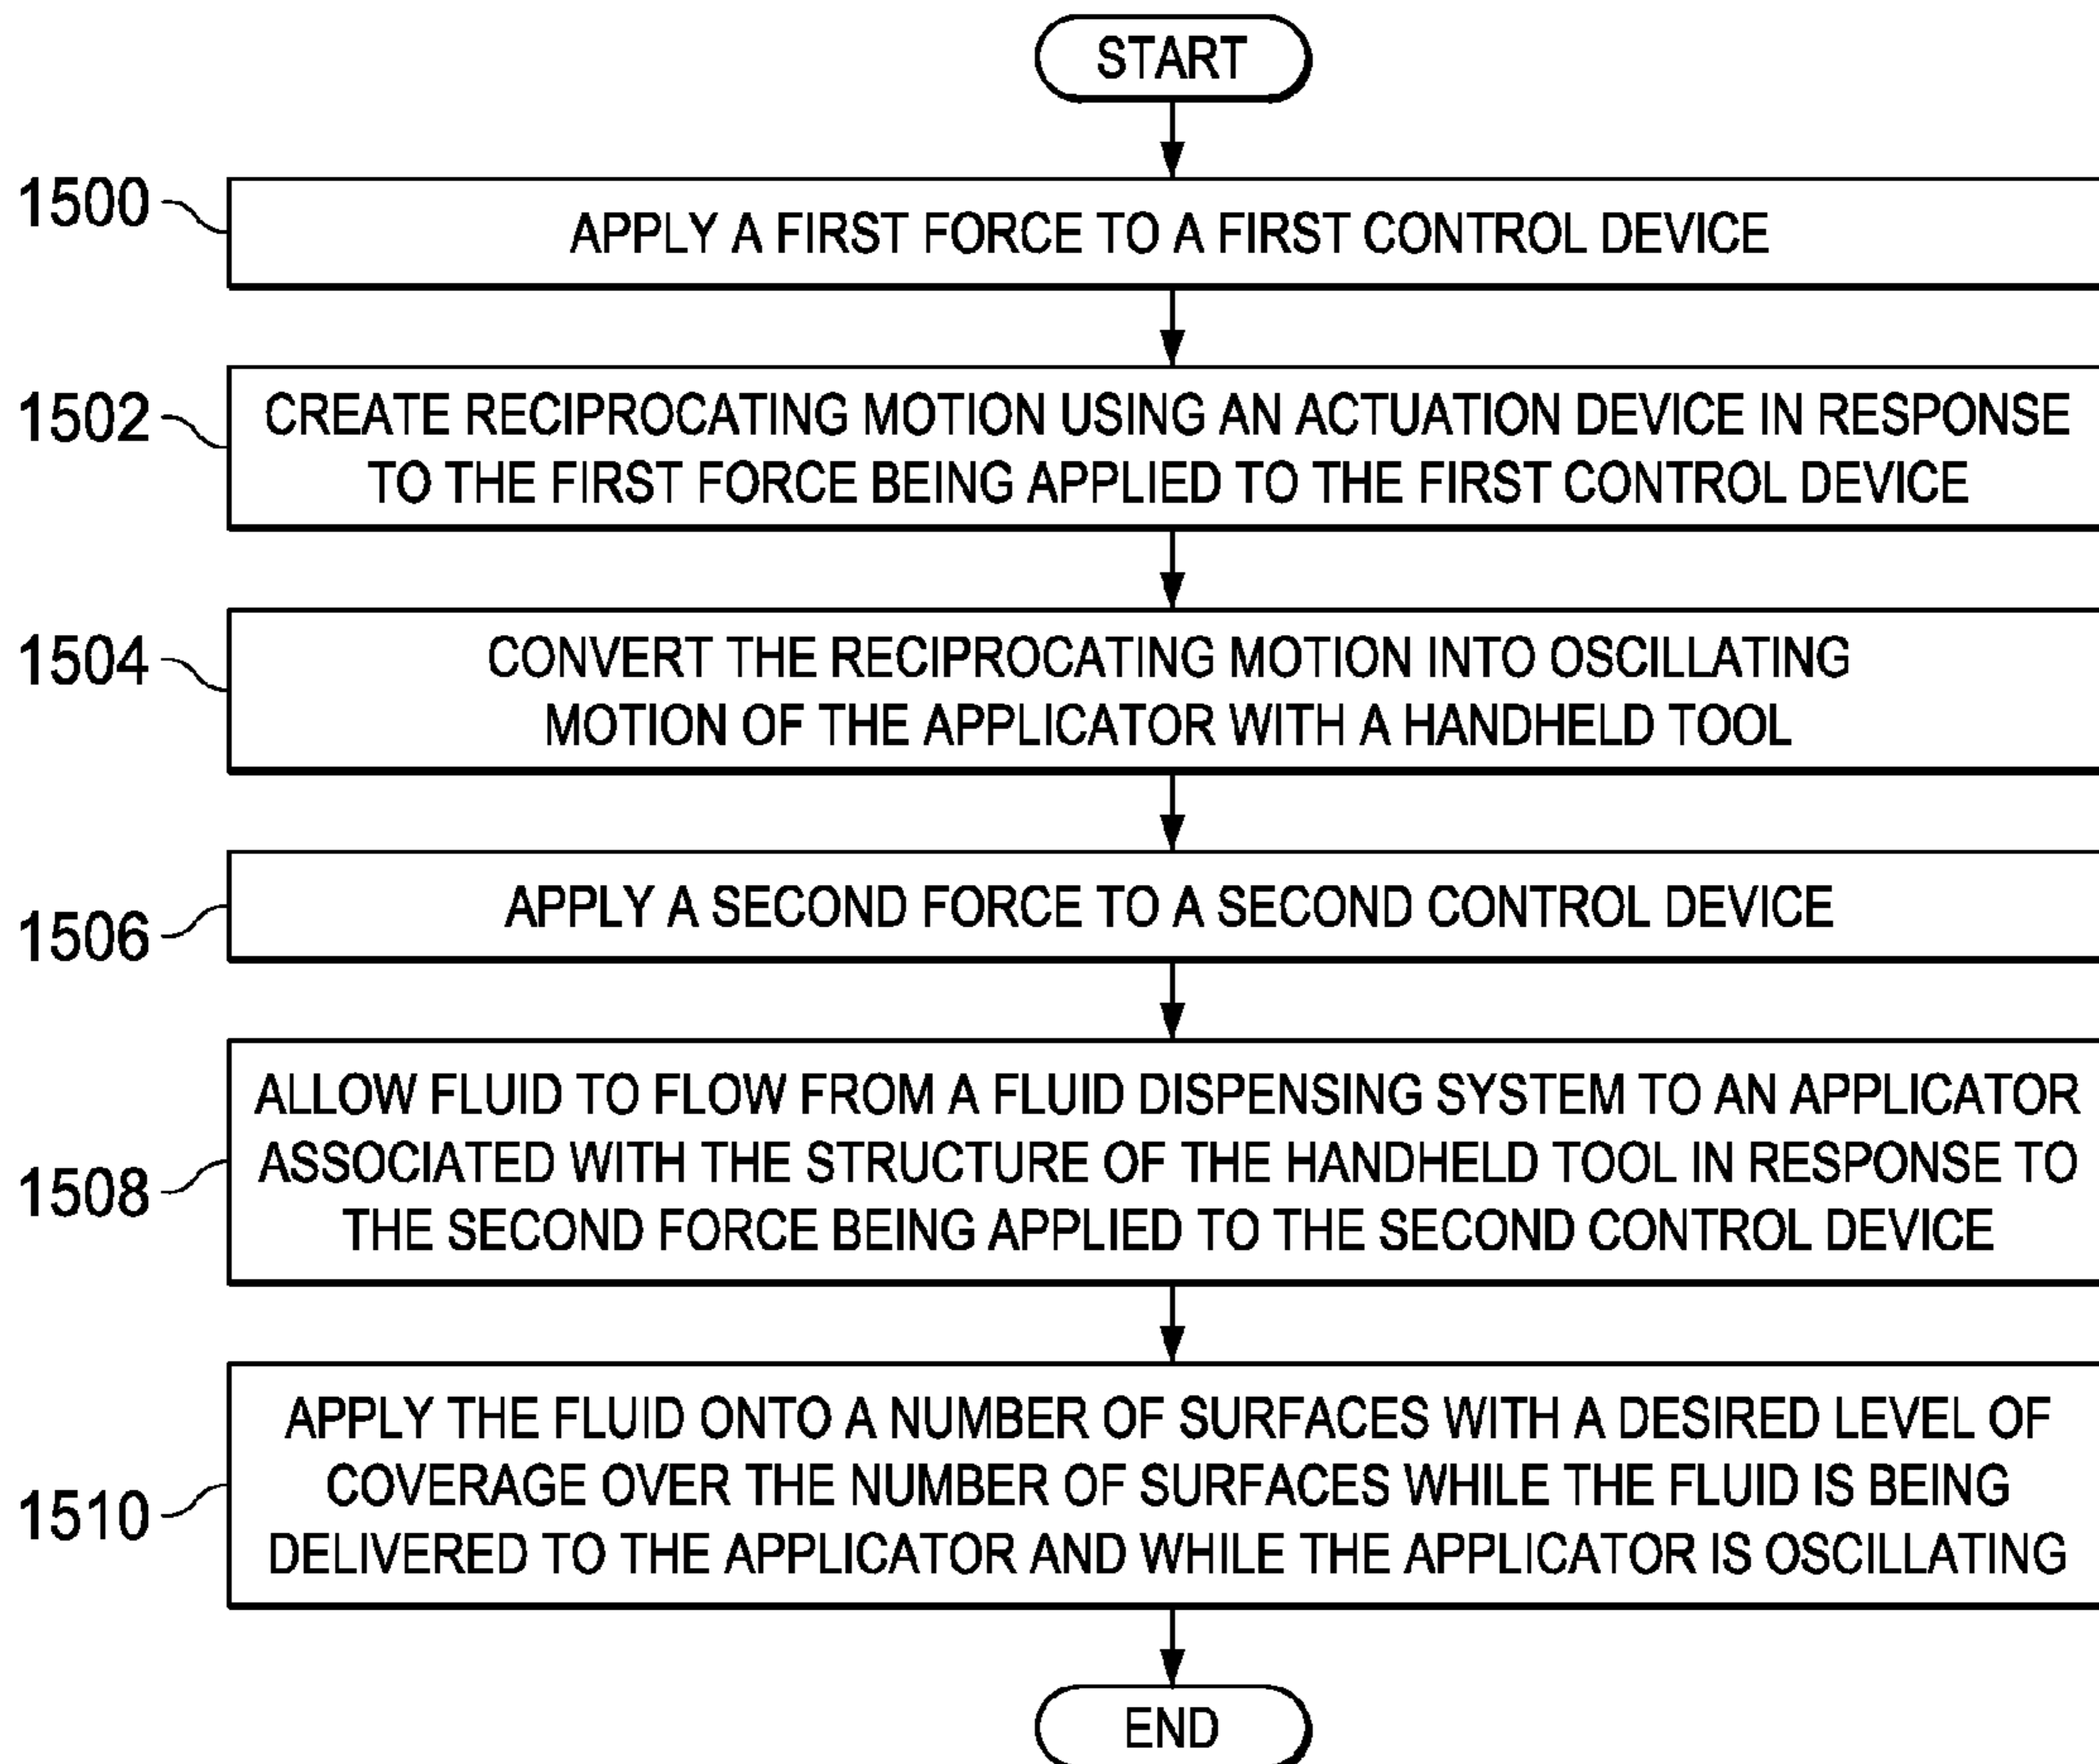 START
1500
APPLY A FIRST FORCE TO A FIRST CONTROL DEVICE
1502
CREATE RECIPROCATING MOTION USING AN ACTUATION DEVICE IN RESPONSE
TO THE FIRST FORCE BEING APPLIED TO THE FIRST CONTROL DEVICE
1504
CONVERT THE RECIPROCATING MOTION INTO OSCILLATING
MOTION OF THE APPLICATOR WITH A HANDHELD TOOL
1506
APPLY A SECOND FORCE TO A SECOND CONTROL DEVICE
1508
ALLOW FLUID TO FLOW FROM A FLUID DISPENSING SYSTEM TO AN APPLICATOR
ASSOCIATED WITH THE STRUCTURE OF THE HANDHELD TOOL IN RESPONSE TO
THE SECOND FORCE BEING APPLIED TO THE SECOND CONTROL DEVICE
1510
APPLY THE FLUID ONTO A NUMBER OF SURFACES WITH A DESIRED LEVEL OF
COVERAGE OVER THE NUMBER OF SURFACES WHILE THE FLUID IS BEING
DELIVERED TO THE APPLICATOR AND WHILE THE APPLICATOR IS OSCILLATING
END